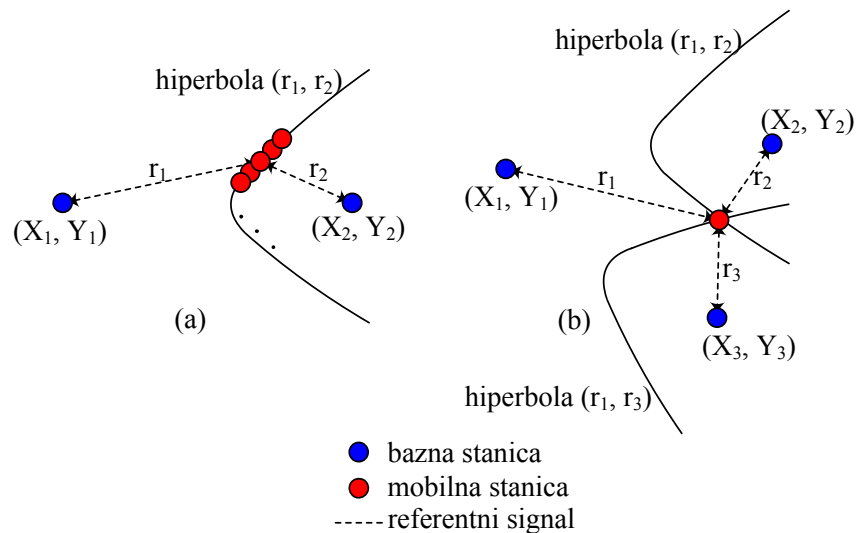 hiperbola (r₁, r₂)
r₁
r₂
(X₁, Y₁)
(X₂, Y₂)
(a)
hiperbola (r₁, r₂)
(X₂, Y₂)
r₁
r₂
(X₁, Y₁)
r₃
(b)
(X₃, Y₃)
hiperbola (r₁, r₃)
bazna stanica
mobilna stanica
referentni signal